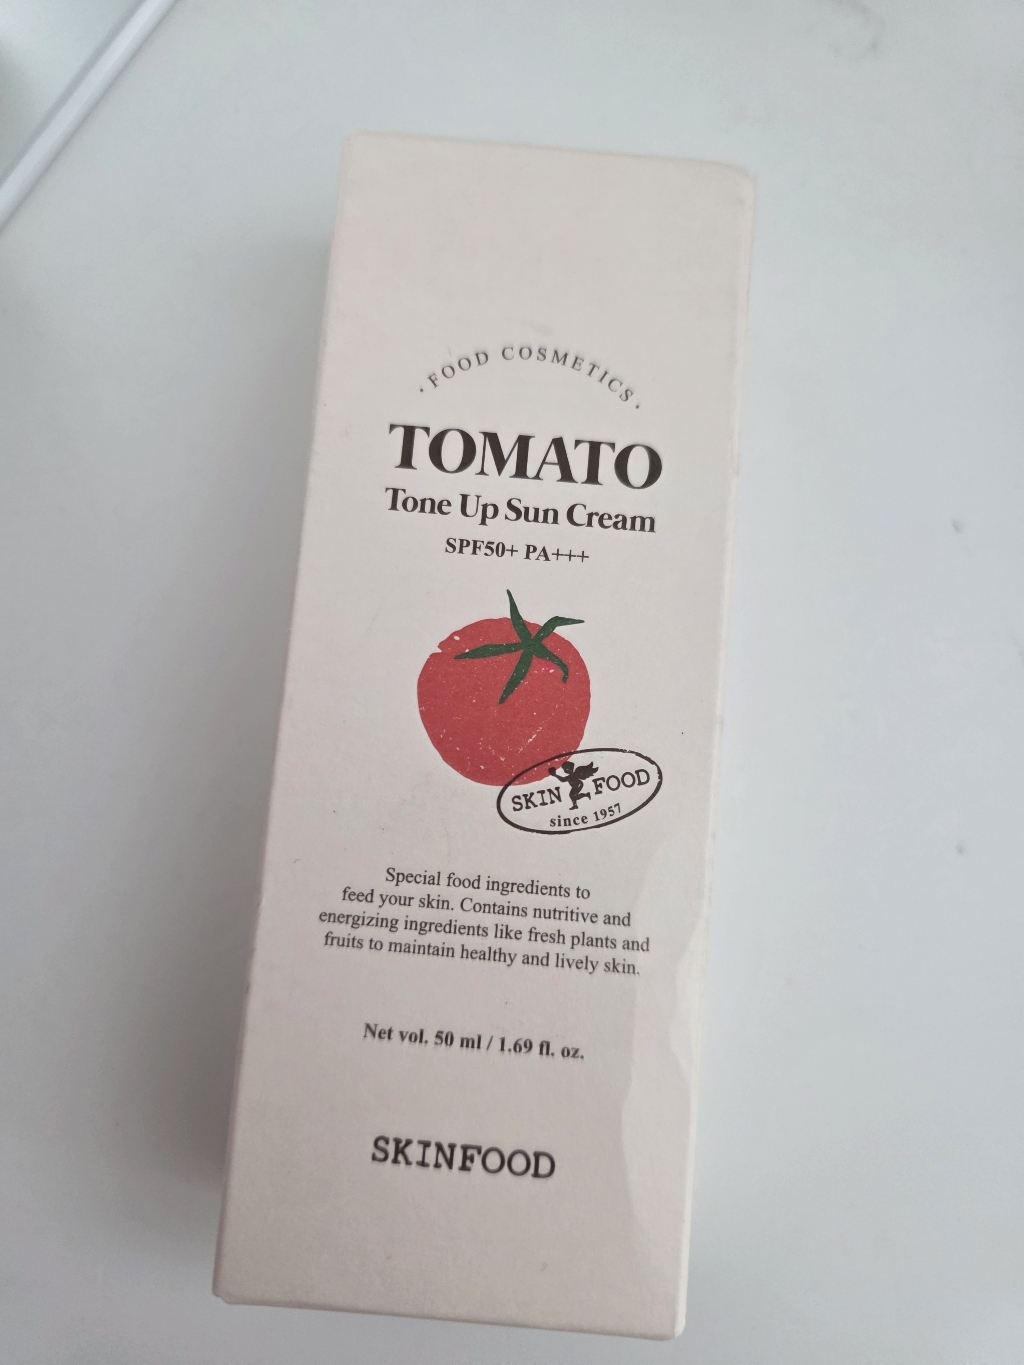 · FOOD COSMETICS ·
TOMATO
Tone Up Sun Cream
SPF50+ PA+++
SKIN FOOD
since 1957
Special food ingredients to
feed your skin. Contains nutritive and
energizing ingredients like fresh plants and
fruits to maintain healthy and lively skin.
Net vol. 50 ml / 1.69 fl. oz.
SKINFOOD